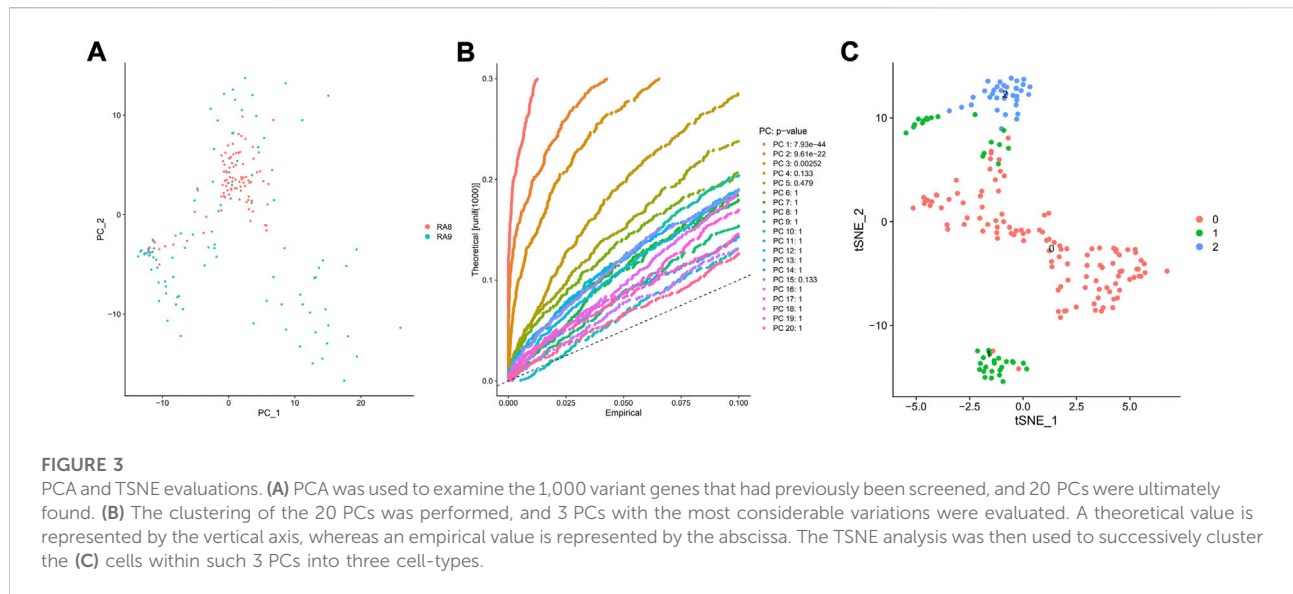 A
10
0
-10
PC_2
-10
0
10
20
PC_1
RA8
RA9
B
0.3
0.2
0.1
0.0
Theoretical [runif(1000)]
0.000
0.025
0.050
0.075
0.100
Empirical
PC: p-value
PC 1: 7.93e-44
PC 2: 9.61e-22
PC 3: 0.00252
PC 4: 0.133
PC 5: 0.479
PC 6: 1
PC 7: 1
PC 8: 1
PC 9: 1
PC 10: 1
PC 11: 1
PC 12: 1
PC 13: 1
PC 14: 1
PC 15: 0.133
PC 16: 1
PC 17: 1
PC 18: 1
PC 19: 1
PC 20: 1
C
10
0
-10
tSNE_2
2
0
1
-5.0
-2.5
0.0
2.5
5.0
tSNE_1
0
1
2
FIGURE 3
PCA and TSNE evaluations. (A) PCA was used to examine the 1,000 variant genes that had previously been screened, and 20 PCs were ultimately
found. (B) The clustering of the 20 PCs was performed, and 3 PCs with the most considerable variations were evaluated. A theoretical value is
represented by the vertical axis, whereas an empirical value is represented by the abscissa. The TSNE analysis was then used to successively cluster
the (C) cells within such 3 PCs into three cell-types.